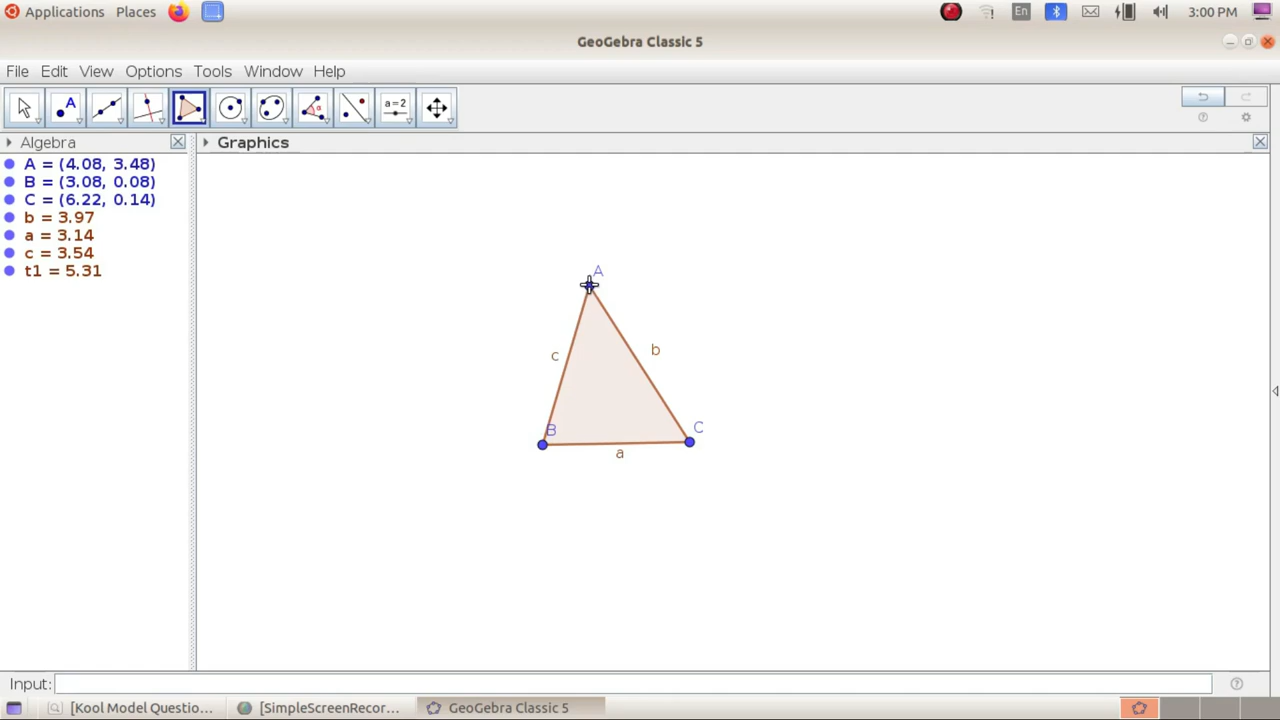 Applications Places En 3:00 PM
GeoGebra Classic 5
File Edit View Options Tools Window Help
A α a=2
Algebra Graphics
A = (4.08, 3.48)
B = (3.08, 0.08)
C = (6.22, 0.14)
b = 3.97
a = 3.14
c = 3.54
t1 = 5.31
A
c b
B C
a
Input:
[Kool Model Questio... [SimpleScreenRecor... GeoGebra Classic 5